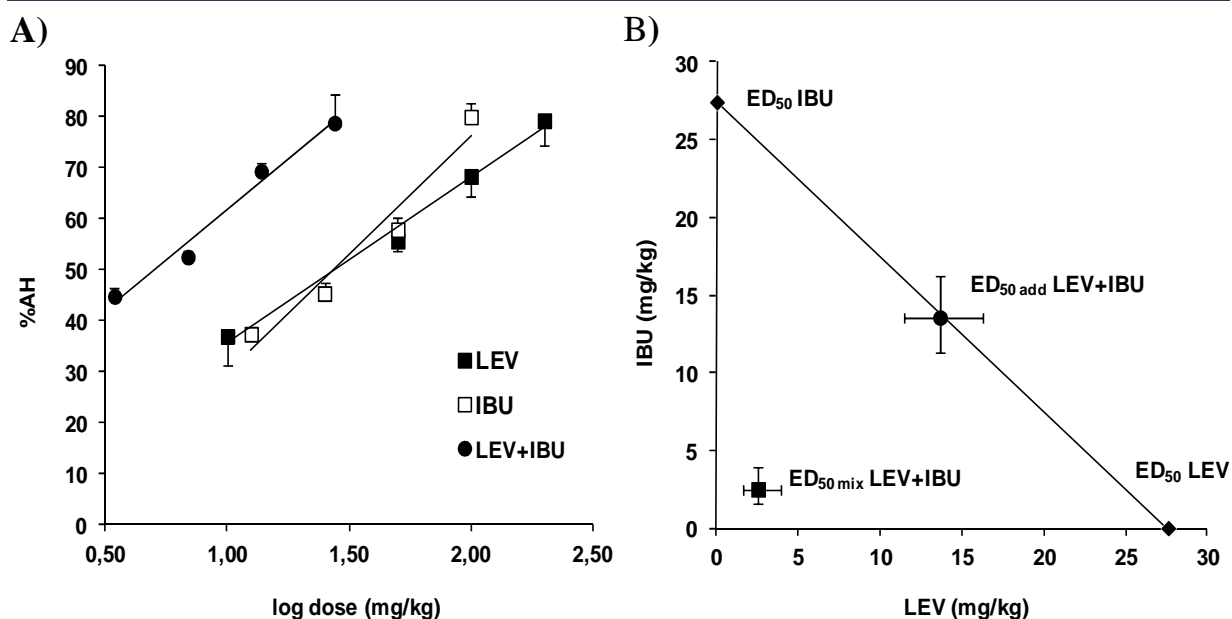 A)
90
80
70
60
50
40
30
20
10
0
%AH
0,50
1,00
1,50
2,00
2,50
log dose (mg/kg)
LEV
IBU
LEV+IBU
B)
30
25
20
15
10
5
0
IBU (mg/kg)
0
5
10
15
20
25
30
LEV (mg/kg)
ED50 IBU
ED50 add LEV+IBU
ED50 mix LEV+IBU
ED50 LEV